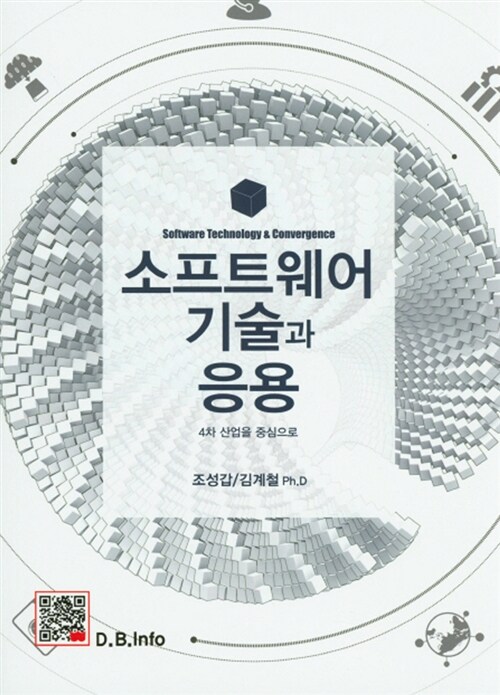 Software Technology & Convergence
소프트웨어
기술과
응용
4차 산업을 중심으로
조성갑/김계철 Ph.D
D.B.Info